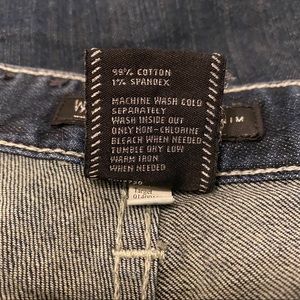 99% COTTON
1% SPANDEX
MACHINE WASH COLD
SEPARATELY
WASH INSIDE OUT
ONLY NON-CHLORINE
BLEACH WHEN NEEDED
TUMBLE DRY LOW
WARM IRON
WHEN NEEDED